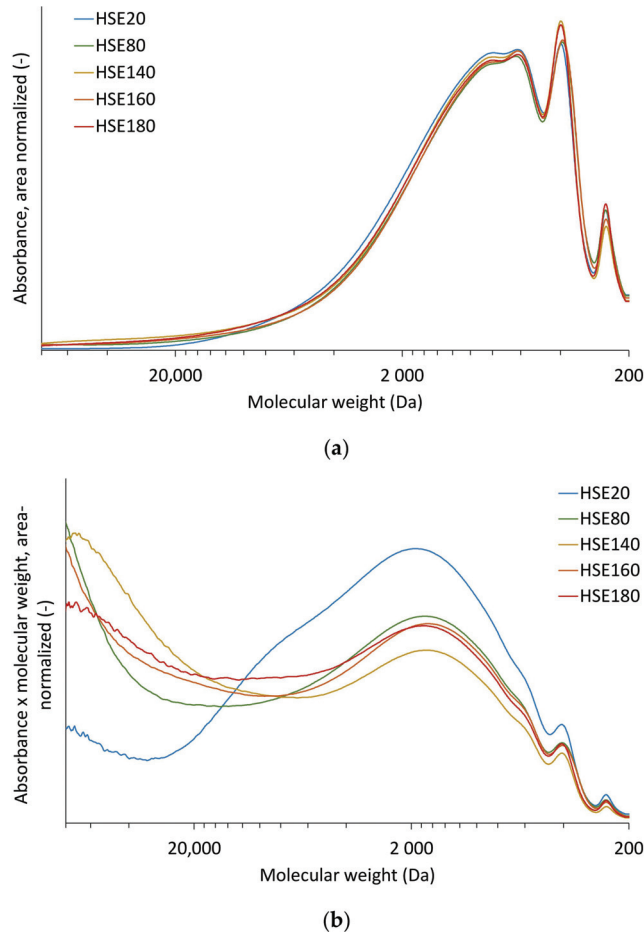 HSE20
HSE80
HSE140
HSE160
HSE180
Absorbance, area normalized (-)
20,000
2 000
200
Molecular weight (Da)
(a)
HSE20
HSE80
HSE140
HSE160
HSE180
Absorbance x molecular weight, area-
normalized (-)
20,000
2 000
200
Molecular weight (Da)
(b)